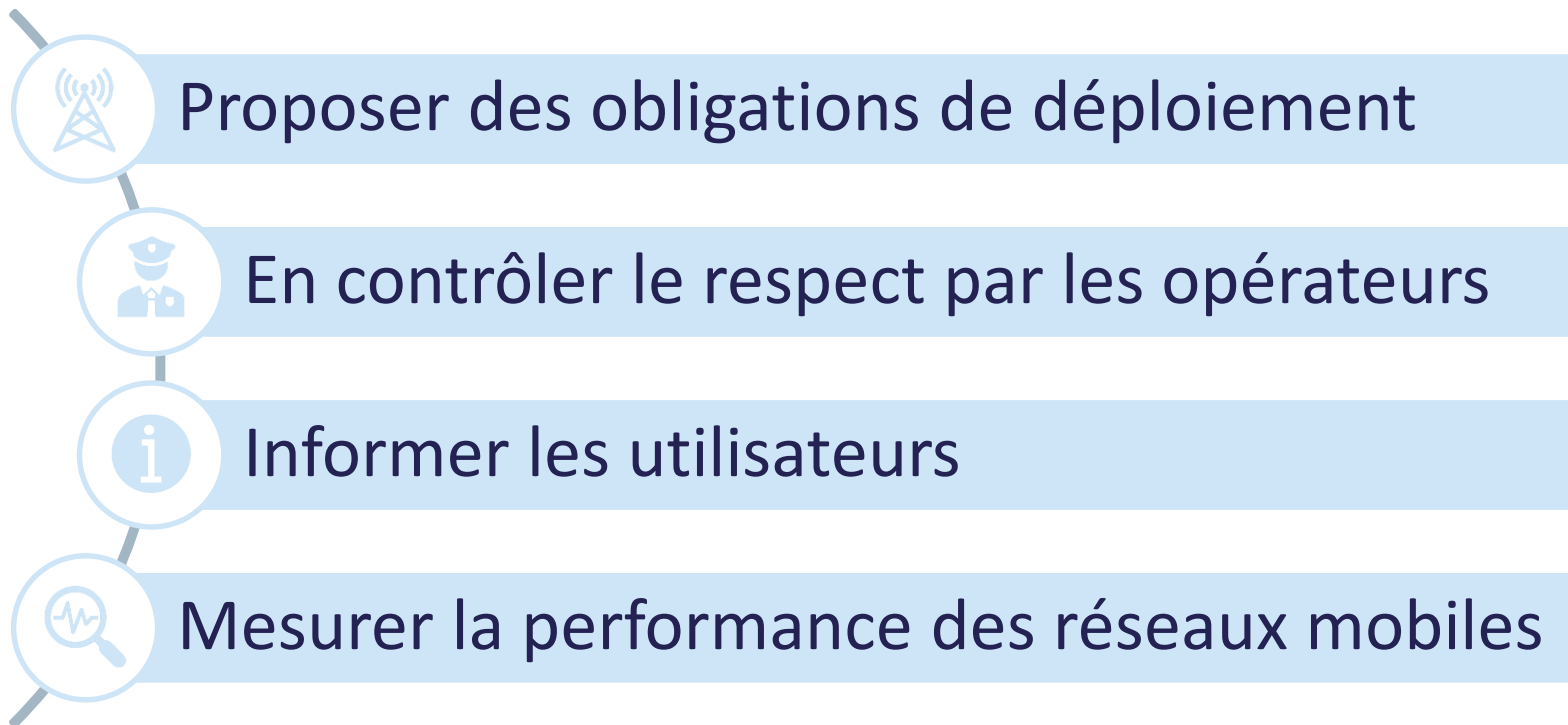 Proposer des obligations de déploiement
En contrôler le respect par les opérateurs
Informer les utilisateurs
Mesurer la performance des réseaux mobiles